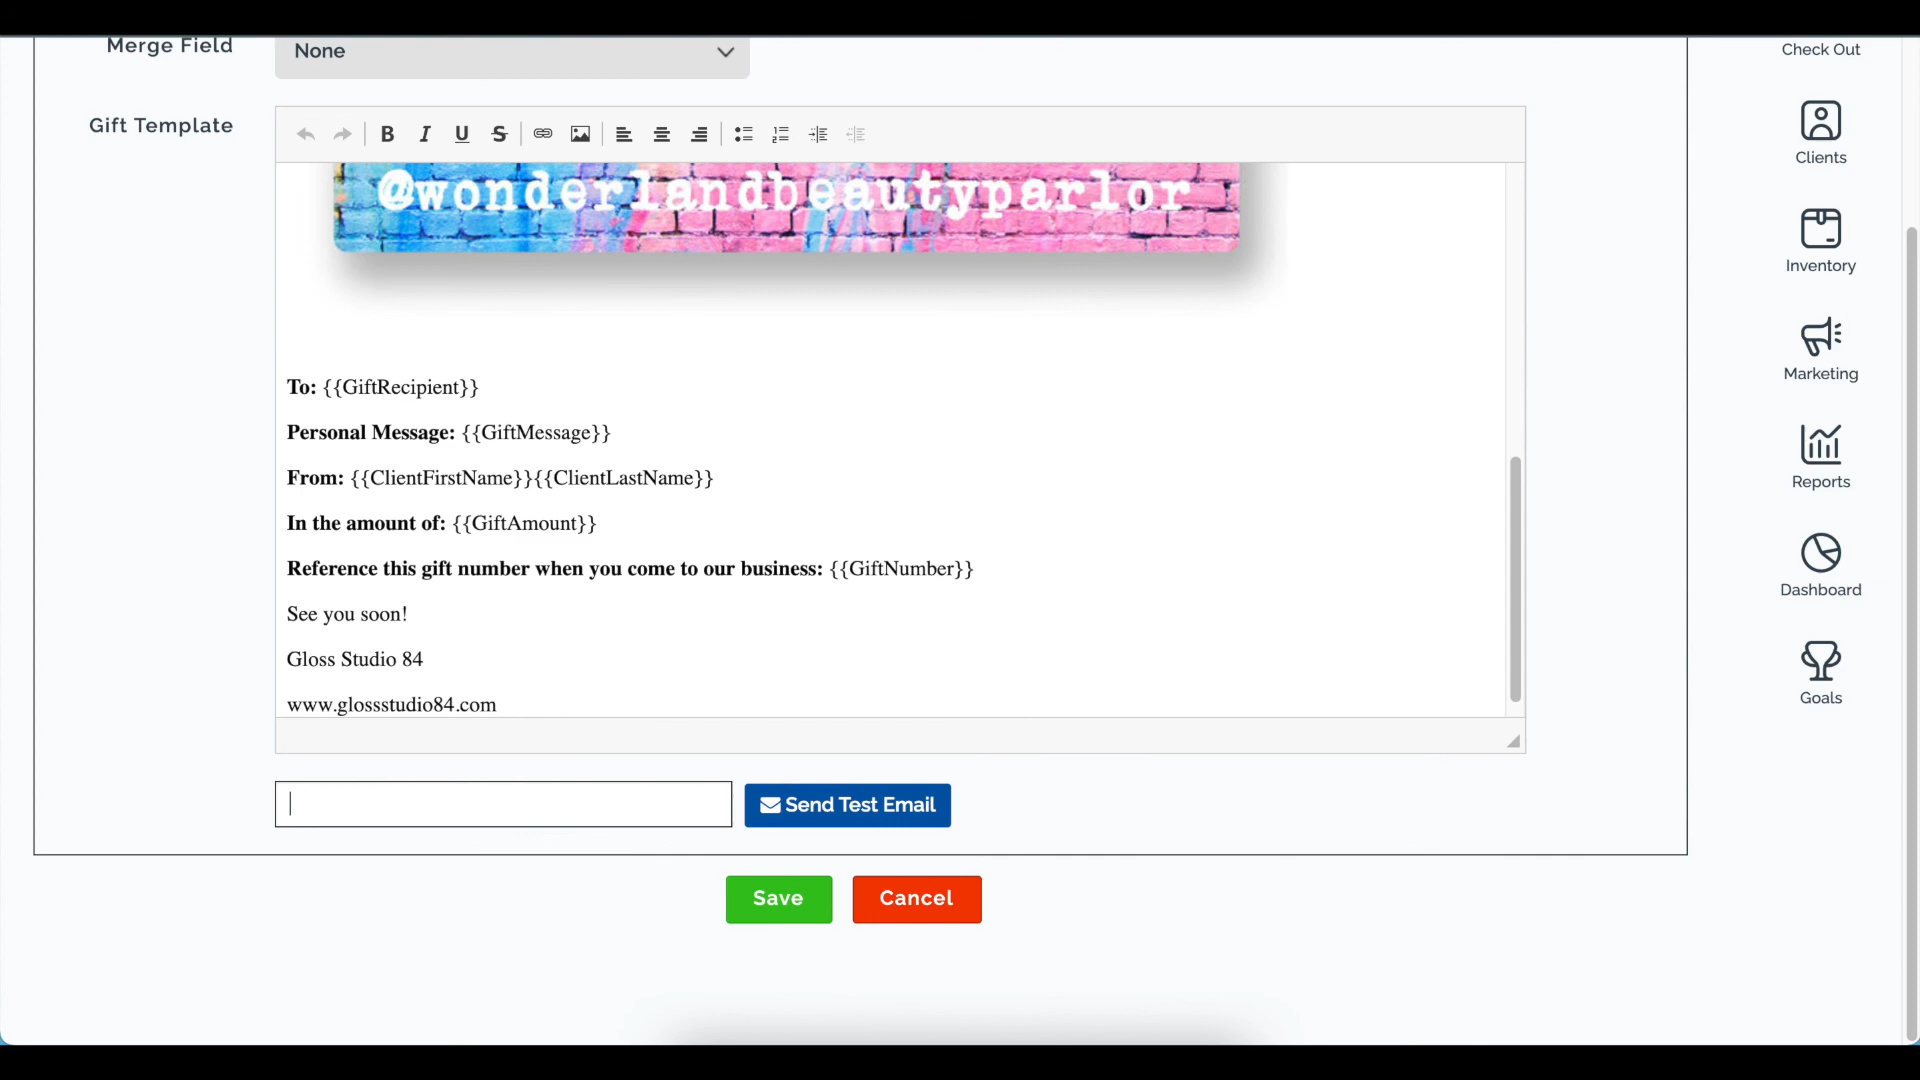 Merge Field
None
Check Out
Gift Template
B I U S
@wonderlandbeautyparlor
Clients
Inventory
Marketing
To: {{GiftRecipient}}
Personal Message: {{GiftMessage}}
From: {{ClientFirstName}}{{ClientLastName}}
Reports
In the amount of: {{GiftAmount}}
Reference this gift number when you come to our business: {{GiftNumber}}
Dashboard
See you soon!
Gloss Studio 84
Goals
www.glossstudio84.com
Send Test Email
Save
Cancel